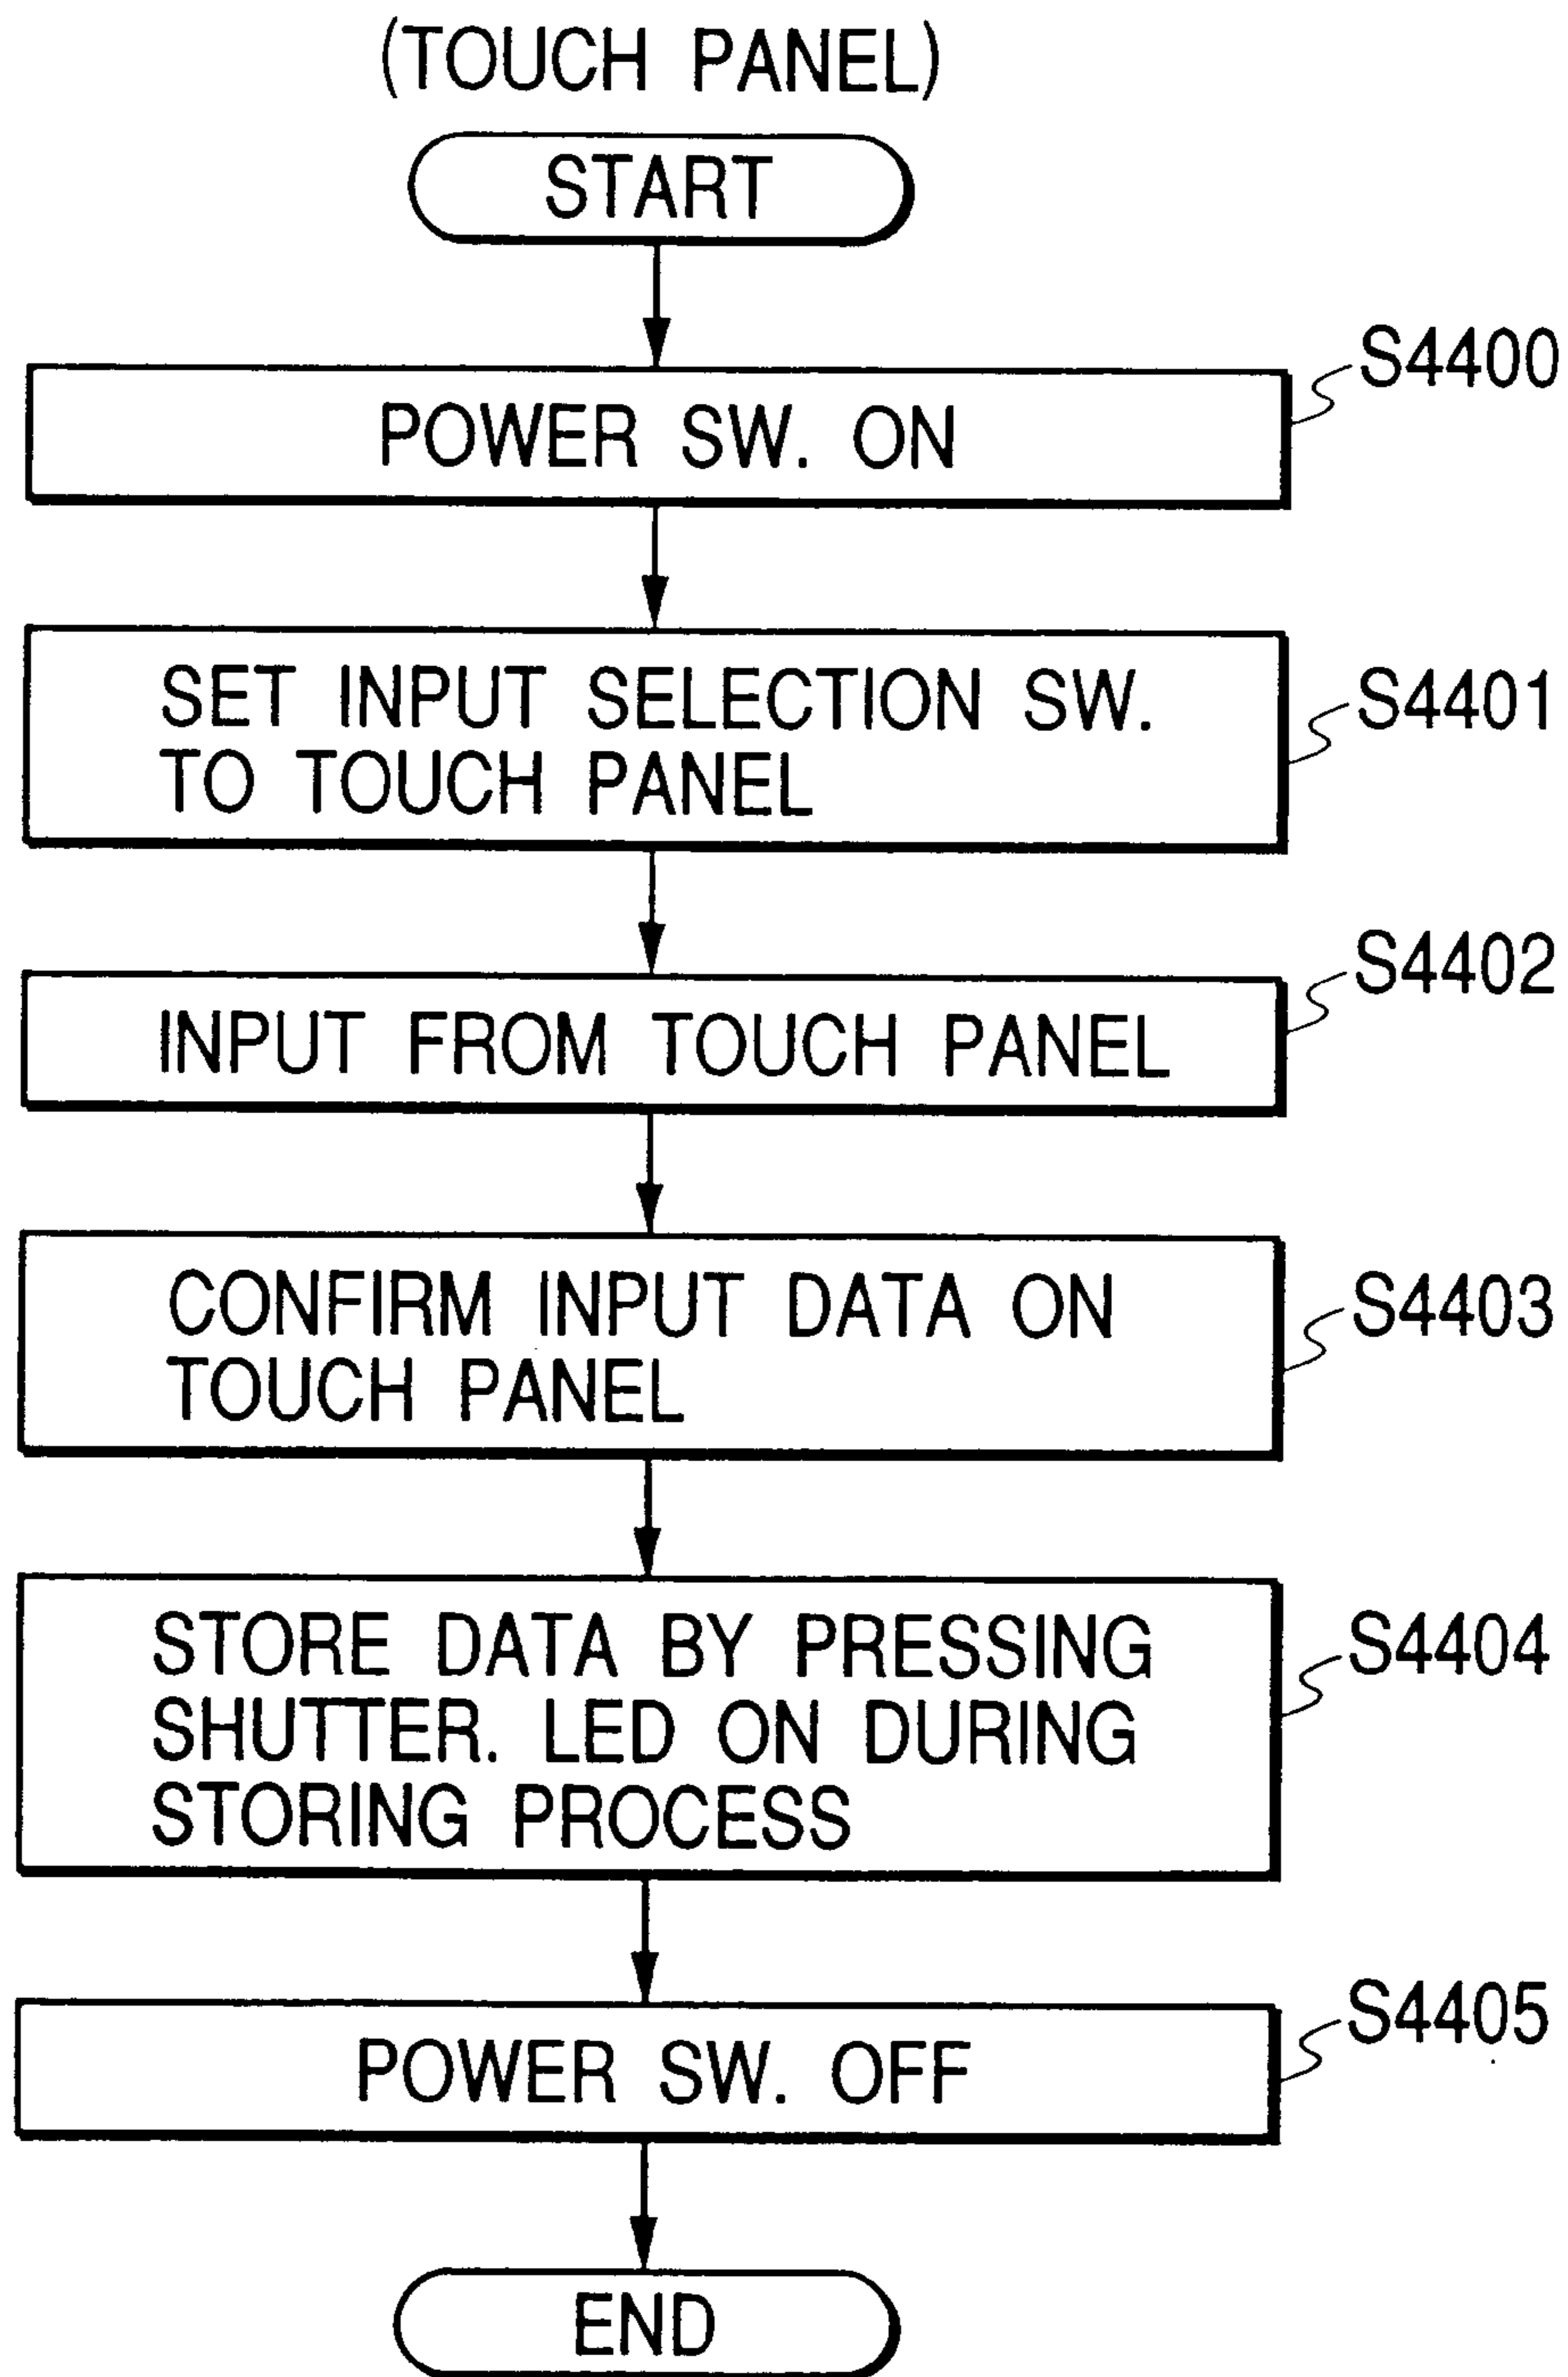 (TOUCH PANEL)
START
S4400
POWER SW. ON
SET INPUT SELECTION SW.
TO TOUCH PANEL
S4401
S4402
INPUT FROM TOUCH PANEL
CONFIRM INPUT DATA ON
TOUCH PANEL
S4403
STORE DATA BY PRESSING
SHUTTER. LED ON DURING
STORING PROCESS
S4404
S4405
POWER SW. OFF
END